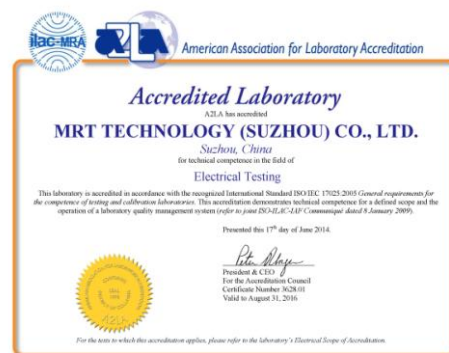 ilac-MRA
A2LA
American Association for Laboratory Accreditation
Accredited Laboratory
A2LA has accredited
MRT TECHNOLOGY (SUZHOU) CO., LTD.
Suzhou, China
for technical competence in the field of
Electrical Testing
This laboratory is accredited in accordance with the recognized International Standard ISO/IEC 17025:2005 General requirements for
the competence of testing and calibration laboratories. This accreditation demonstrates technical competence for a defined scope and the
operation of a laboratory quality management system (refer to joint ISO-ILAC-IAF Communiqué dated 8 January 2009).
Presented this 17th day of June 2014.
President & CEO
For the Accreditation Council
Certificate Number 3628.01
Valid to August 31, 2016
A2LA
For the tests to which this accreditation applies, please refer to the laboratory's Electrical Scope of Accreditation.